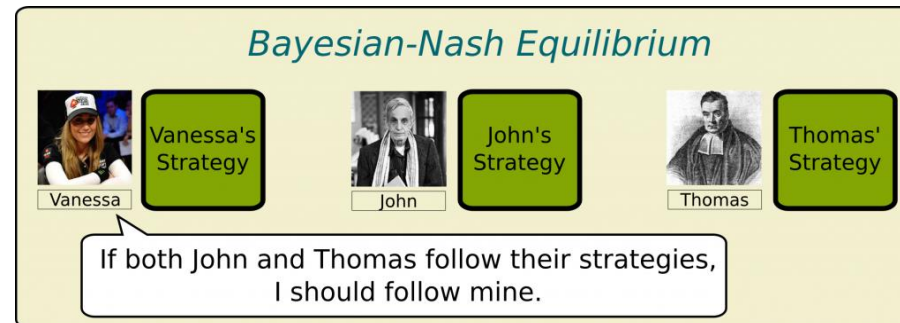 Bayesian-Nash Equilibrium
Vanessa's
Strategy
Vanessa
John's
Strategy
John
Thomas'
Strategy
Thomas
If both John and Thomas follow their strategies,
I should follow mine.